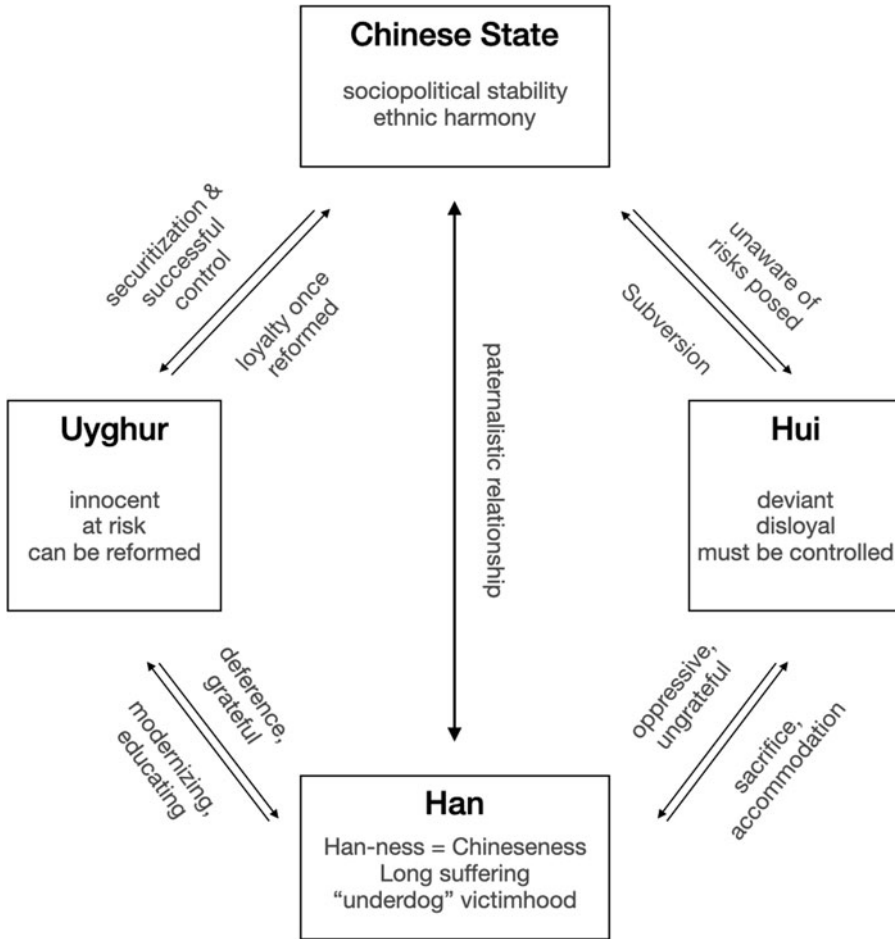 Chinese State
sociopolitical stability
ethnic harmony
securitization &
successful
control
loyalty once
reformed
unaware of
risks posed
Subversion
paternalistic relationship
Uyghur
innocent
at risk
can be reformed
Hui
deviant
disloyal
must be controlled
deference,
grateful
modernizing,
educating
oppressive,
ungrateful
sacrifice,
accommodation
Han
Han-ness = Chineseness
Long suffering
“underdog” victimhood